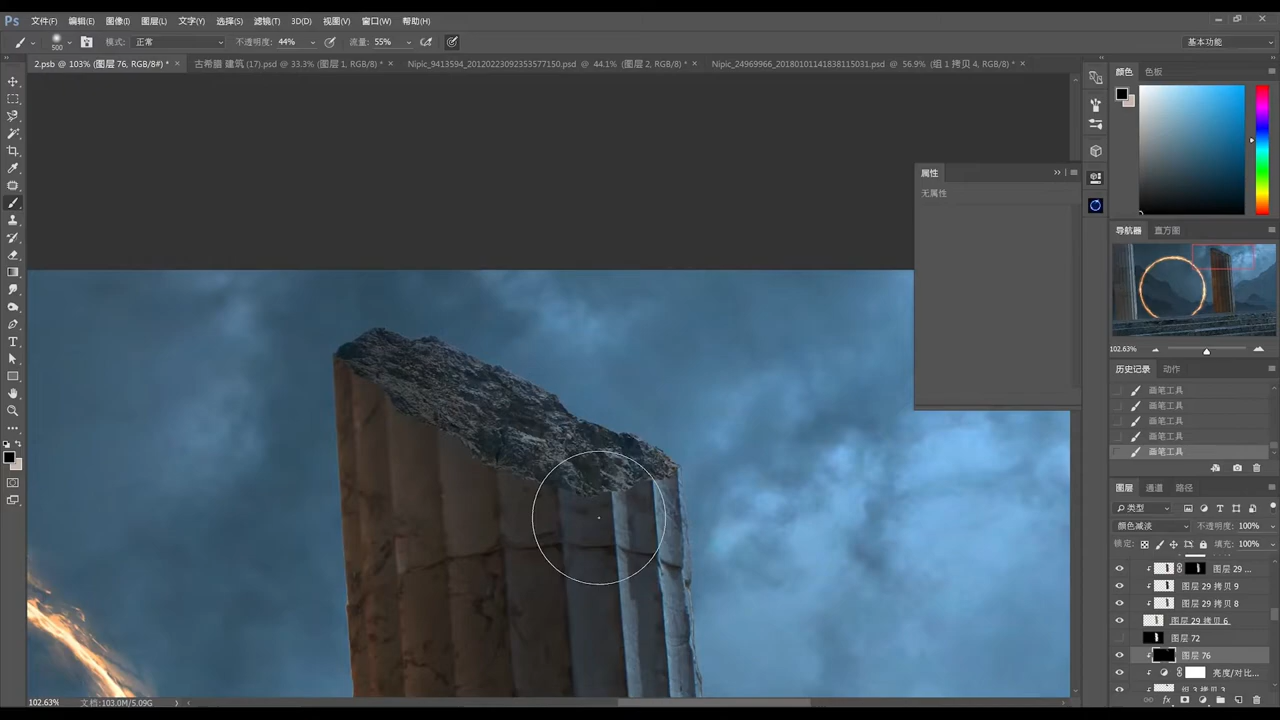 Ps 文件(F) 编辑(E) 图像(I) 图层(L) 文字(Y) 选择(S) 滤镜(T) 3D(D) 视图(V) 窗口(W) 帮助(H)
500 模式: 正常 不透明度: 44% 流量: 55% 基本功能
2.psb @ 103% (图层 76, RGB/8#) * × 古希腊 建筑 (17).psd @ 33.3% (图层 1, RGB/8*) × Nipic_9413594_20120223092353577150.psd @ 44.1% (图层 2, RGB/8*) × Nipic_24969966_20180101141838115031.psd @ 56.9% (组 1 拷贝 4, RGB/8*) ×
颜色 色板
属性
无属性
导航器 直方图
102.63%
历史记录 动作
画笔工具
画笔工具
画笔工具
画笔工具
画笔工具
图层 通道 路径
类型
颜色减淡 不透明度: 100%
锁定: 填充: 100%
图层 29 ...
图层 29 拷贝 9
图层 29 拷贝 8
图层 29 拷贝 6
图层 72
图层 76
亮度/对比...
组 3 拷贝 3
102.63% 文档:103.0M/5.09G